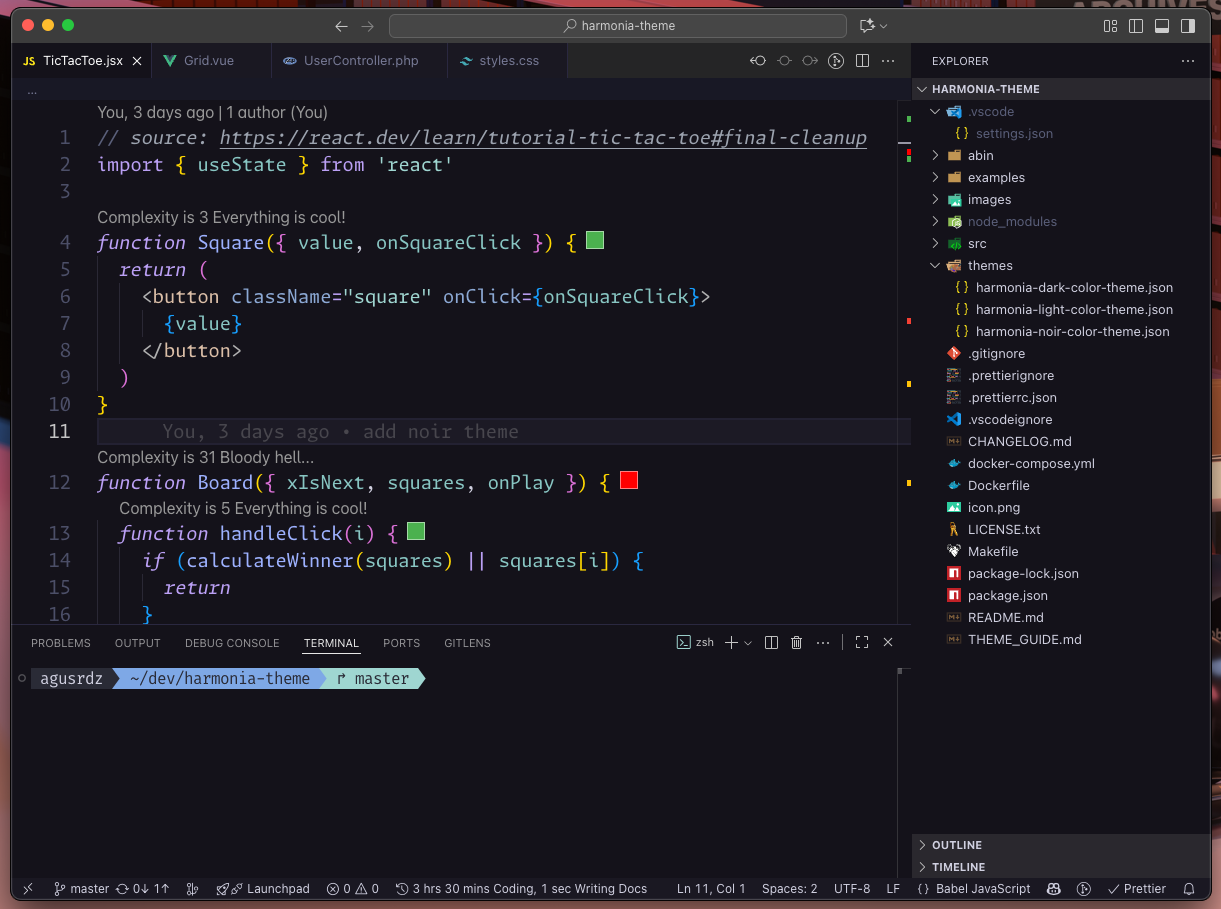 ARCHIVES
harmonia-theme
JS TicTacToe.jsx
Grid.vue
UserController.php
styles.css
...
You, 3 days ago | 1 author (You)
1 // source: https://react.dev/learn/tutorial-tic-tac-toe#final-cleanup
2 import { useState } from 'react'
3
Complexity is 3 Everything is cool!
4 function Square({ value, onSquareClick }) {
5 return (
6 <button className="square" onClick={onSquareClick}>
7 {value}
8 </button>
9 )
10 }
11 You, 3 days ago • add noir theme
Complexity is 31 Bloody hell...
12 function Board({ xIsNext, squares, onPlay }) {
Complexity is 5 Everything is cool!
13 function handleClick(i) {
14 if (calculateWinner(squares) || squares[i]) {
15 return
16 }
PROBLEMS OUTPUT DEBUG CONSOLE TERMINAL PORTS GITLENS
zsh
agusrdz ~/dev/harmonia-theme master
EXPLORER
HARMONIA-THEME
.vscode
{} settings.json
abin
examples
images
node_modules
src
themes
{} harmonia-dark-color-theme.json
{} harmonia-light-color-theme.json
{} harmonia-noir-color-theme.json
.gitignore
.prettierignore
.prettierrc.json
.vscodeignore
CHANGELOG.md
docker-compose.yml
Dockerfile
icon.png
LICENSE.txt
Makefile
package-lock.json
package.json
README.md
THEME_GUIDE.md
OUTLINE
TIMELINE
master 0↓ 1↑ Launchpad 0 0 3 hrs 30 mins Coding, 1 sec Writing Docs Ln 11, Col 1 Spaces: 2 UTF-8 LF {} Babel JavaScript Prettier